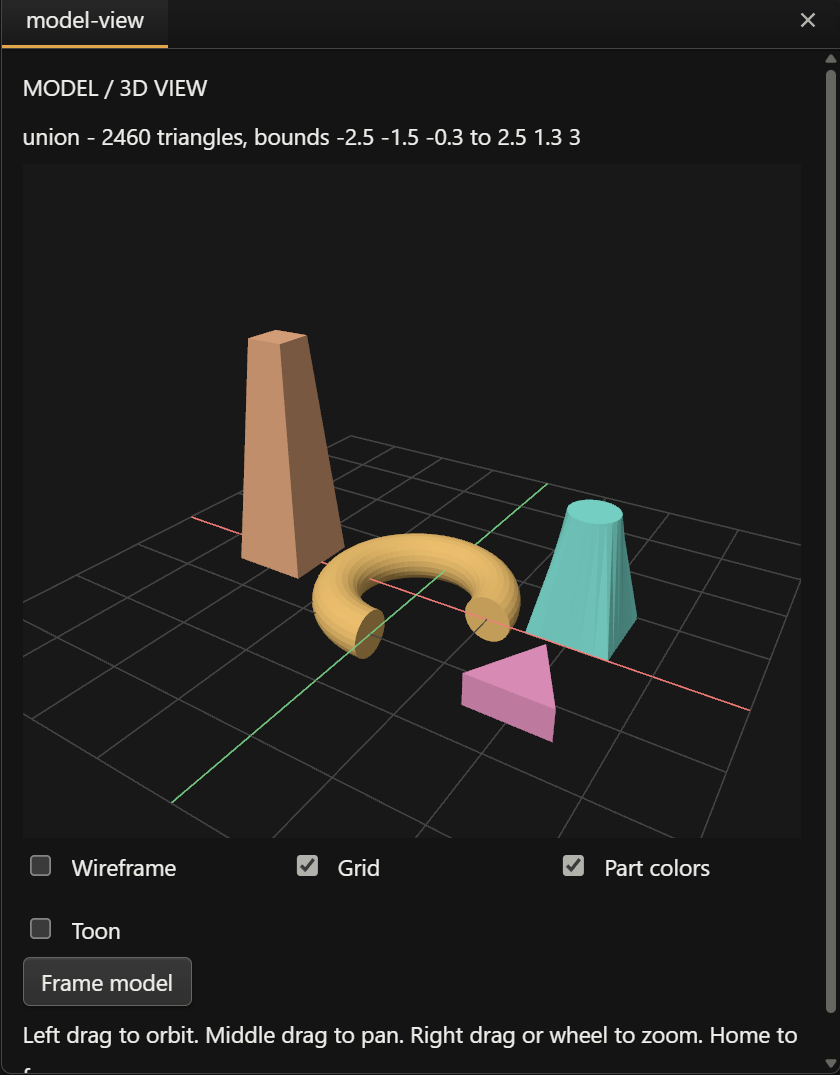 model-view
MODEL / 3D VIEW
union - 2460 triangles, bounds -2.5 -1.5 -0.3 to 2.5 1.3 3
Wireframe
Grid
Part colors
Toon
Frame model
Left drag to orbit. Middle drag to pan. Right drag or wheel to zoom. Home to